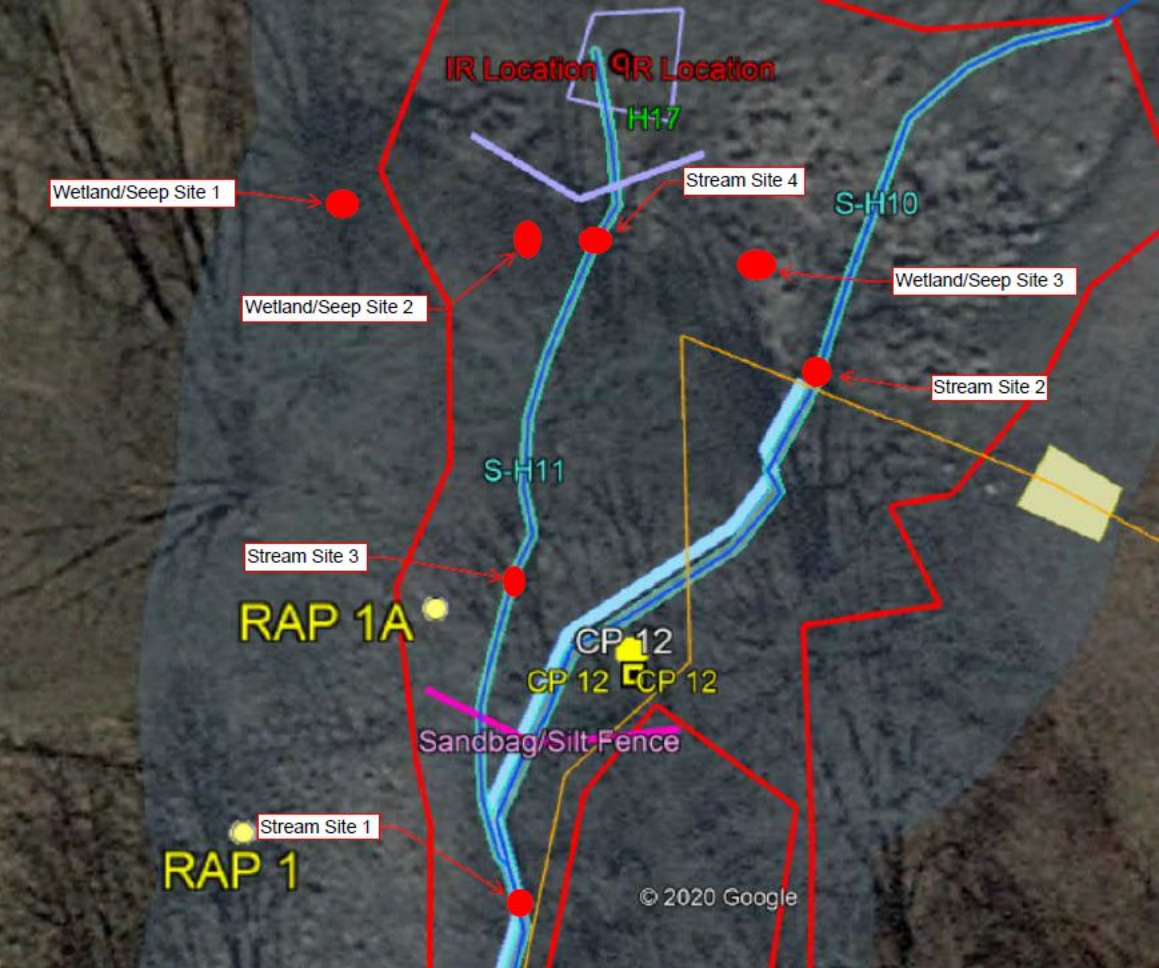 IR Location
IR Location
H17
Stream Site 4
Wetland/Seep Site 1
S-H10
Wetland/Seep Site 3
Wetland/Seep Site 2
Stream Site 2
S-H11
Stream Site 3
RAP 1A
CP 12
CP 12
CP 12
Sandbag/Silt Fence
Stream Site 1
RAP 1
© 2020 Google